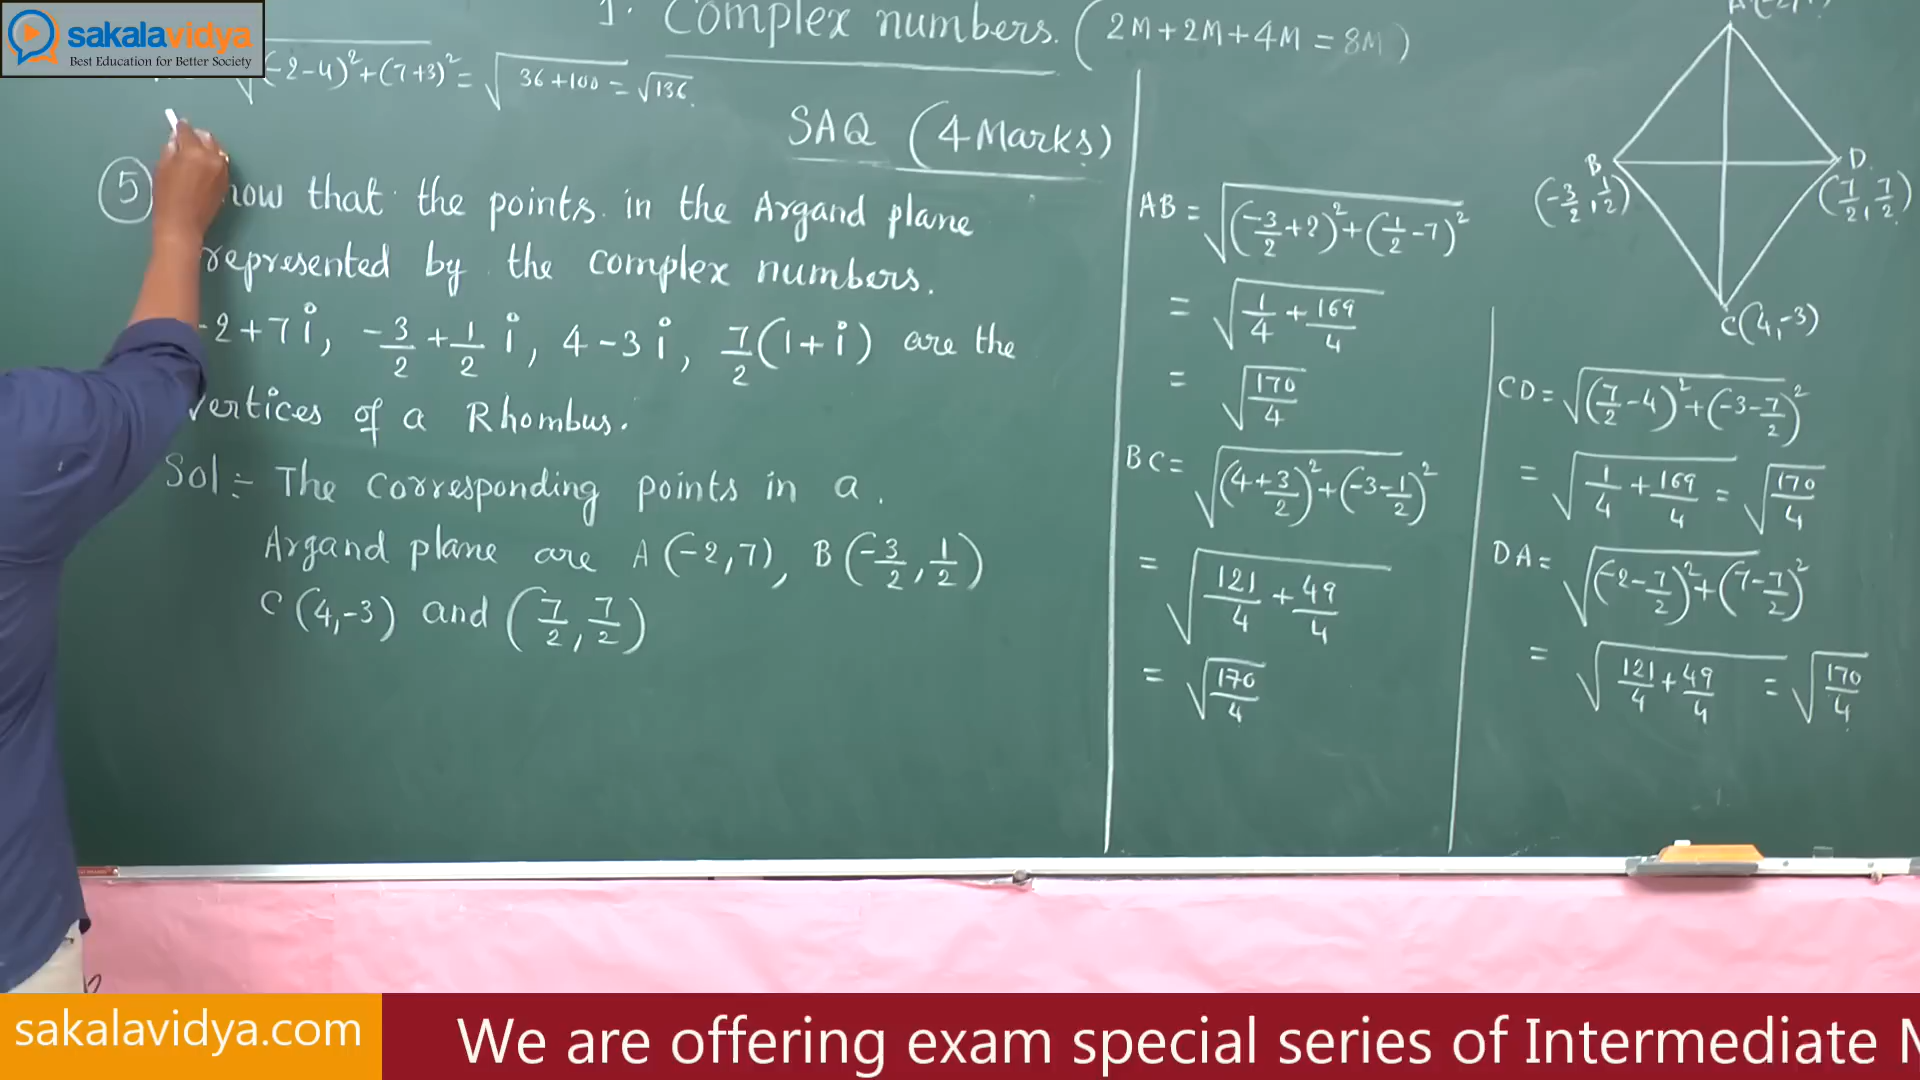 sakalavidya
Best Education for Better Society
1. Complex numbers. (2M+2M+4M = 8M)
√(-2-4)²+(7+3)² = √36+100 = √136.
SAQ (4 Marks)
5 how that the points in the Argand plane
represented by the complex numbers.
-2+7i, -3/2+1/2 i, 4-3i, 7/2(1+i) are the
vertices of a Rhombus.
Sol:- The corresponding points in a.
Argand plane are A(-2,7), B(-3/2,1/2)
C(4,-3) and (7/2,7/2)
AB = √(-3/2+2)²+(1/2-7)²
= √1/4+169/4
= √170/4
BC= √(4+3/2)²+(-3-1/2)²
= √121/4+49/4
= √170/4
B
(-3/2,1/2)
D.
(7/2,7/2)
C(4,-3)
CD= √(7/2-4)²+(-3-7/2)²
= √1/4+169/4 = √170/4
DA= √(-2-7/2)²+(7-7/2)²
= √121/4+49/4 = √170/4
sakalavidya.com
We are offering exam special series of Intermediate